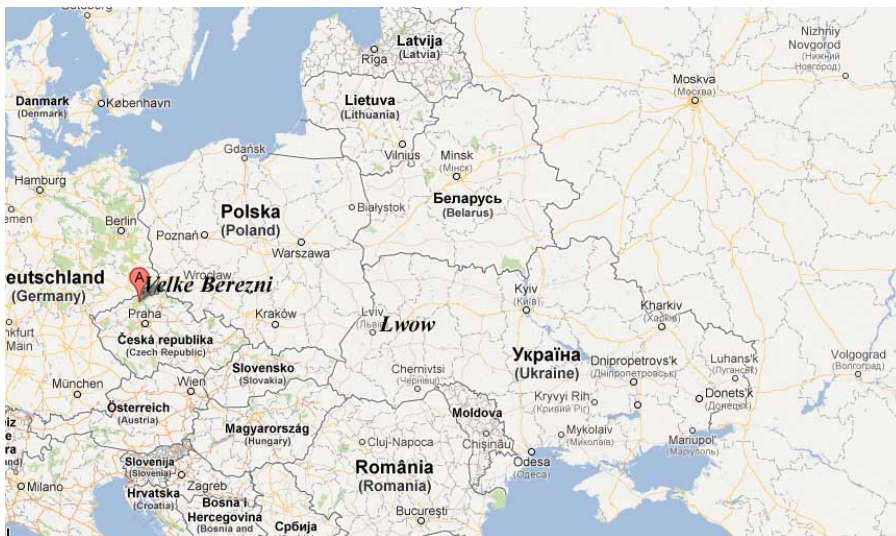 Göteborg
Latvija
(Latvia)
Rīga
Nizhniy
Novgorod
(Нижний
Новгород)
Moskva
(Москва)
Danmark
(Denmark)
København
Lietuva
(Lithuania)
Vilnius
Gdańsk
Minsk
(Мінск)
Hamburg
Białystok
Беларусь
(Belarus)
Polska
(Poland)
Berlin
Poznań
Warszawa
eutschland
(Germany)
A
Wrocław
Velke Berezni
Kyiv
(Київ)
Kharkiv
(Харків)
Praha
Kraków
Lviv
Lwow
Česká republika
(Czech Republic)
Україна
(Ukraine)
Dnipropetrovs'k
(Дніпропетровськ)
Luhans'k
(Луганськ)
Volgograd
(Волгоград)
Slovensko
(Slovakia)
Chernivtsi
(Чернівці)
München
Wien
Kryvyi Rih
(Кривий Ріг)
Donets'k
(Донецьк)
Österreich
(Austria)
Moldova
Magyarország
(Hungary)
Cluj-Napoca
Chişinău
Mykolaiv
(Миколаїв)
Mariupol'
(Маріуполь)
Slovenija
(Slovenia)
România
(Romania)
Odesa
(Одеса)
Milano
Zagreb
Hrvatska
(Croatia)
Bosna i
Hercegovina
(Bosnia and
Србија
Bucureşti